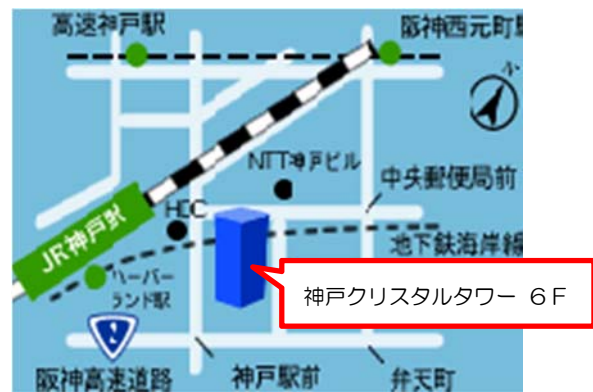 高速神戸駅
阪神西元町駅
NTT神戸ビル
中央郵便局前
HDC
JR神戸駅
地下鉄海岸線
ハーバー
ランド駅
神戸クリスタルタワー 6F
2
阪神高速道路
神戸駅前
弁天町